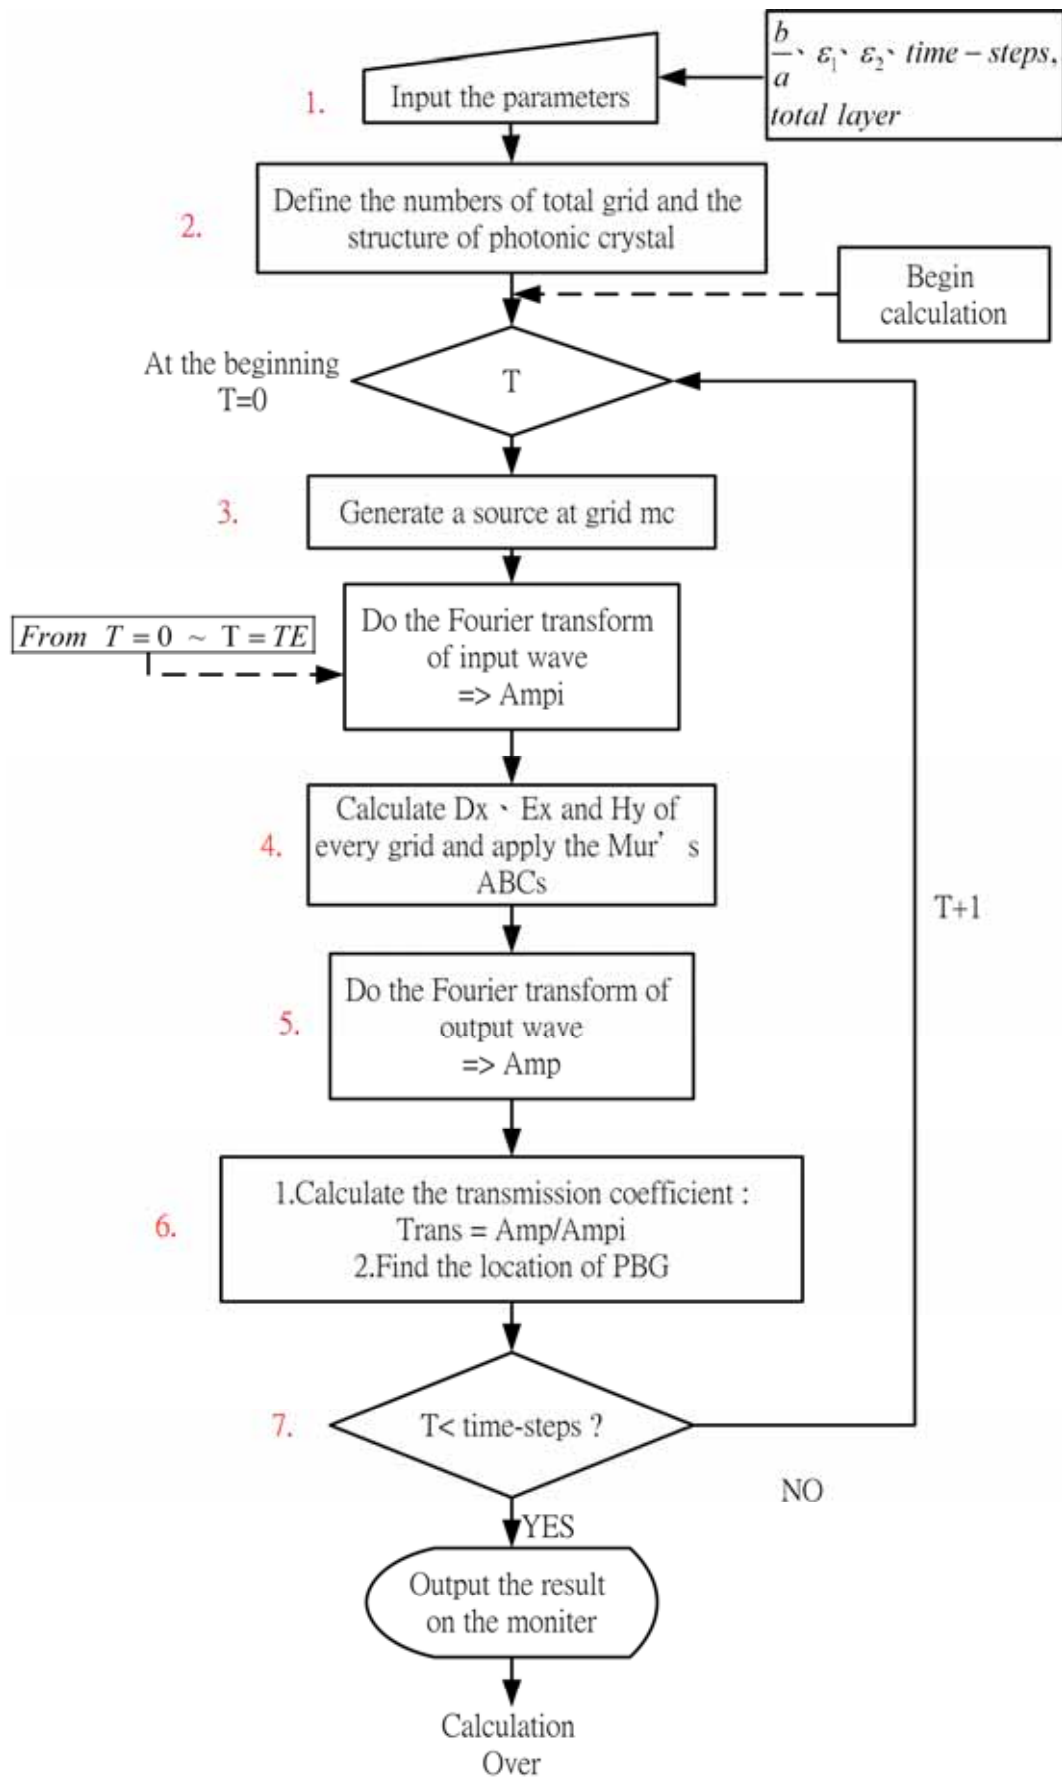 b/a、ε₁、ε₂、time – steps,
total layer
1.
Input the parameters
2.
Define the numbers of total grid and the
structure of photonic crystal
Begin
calculation
At the beginning
T=0
T
3.
Generate a source at grid mc
From T = 0 ~ T = TE
Do the Fourier transform
of input wave
=> Ampi
4.
Calculate Dx、Ex and Hy of
every grid and apply the Mur’ s
ABCs
T+1
5.
Do the Fourier transform of
output wave
=> Amp
6.
1.Calculate the transmission coefficient :
Trans = Amp/Ampi
2.Find the location of PBG
7.
T< time-steps ?
NO
YES
Output the result
on the moniter
Calculation
Over